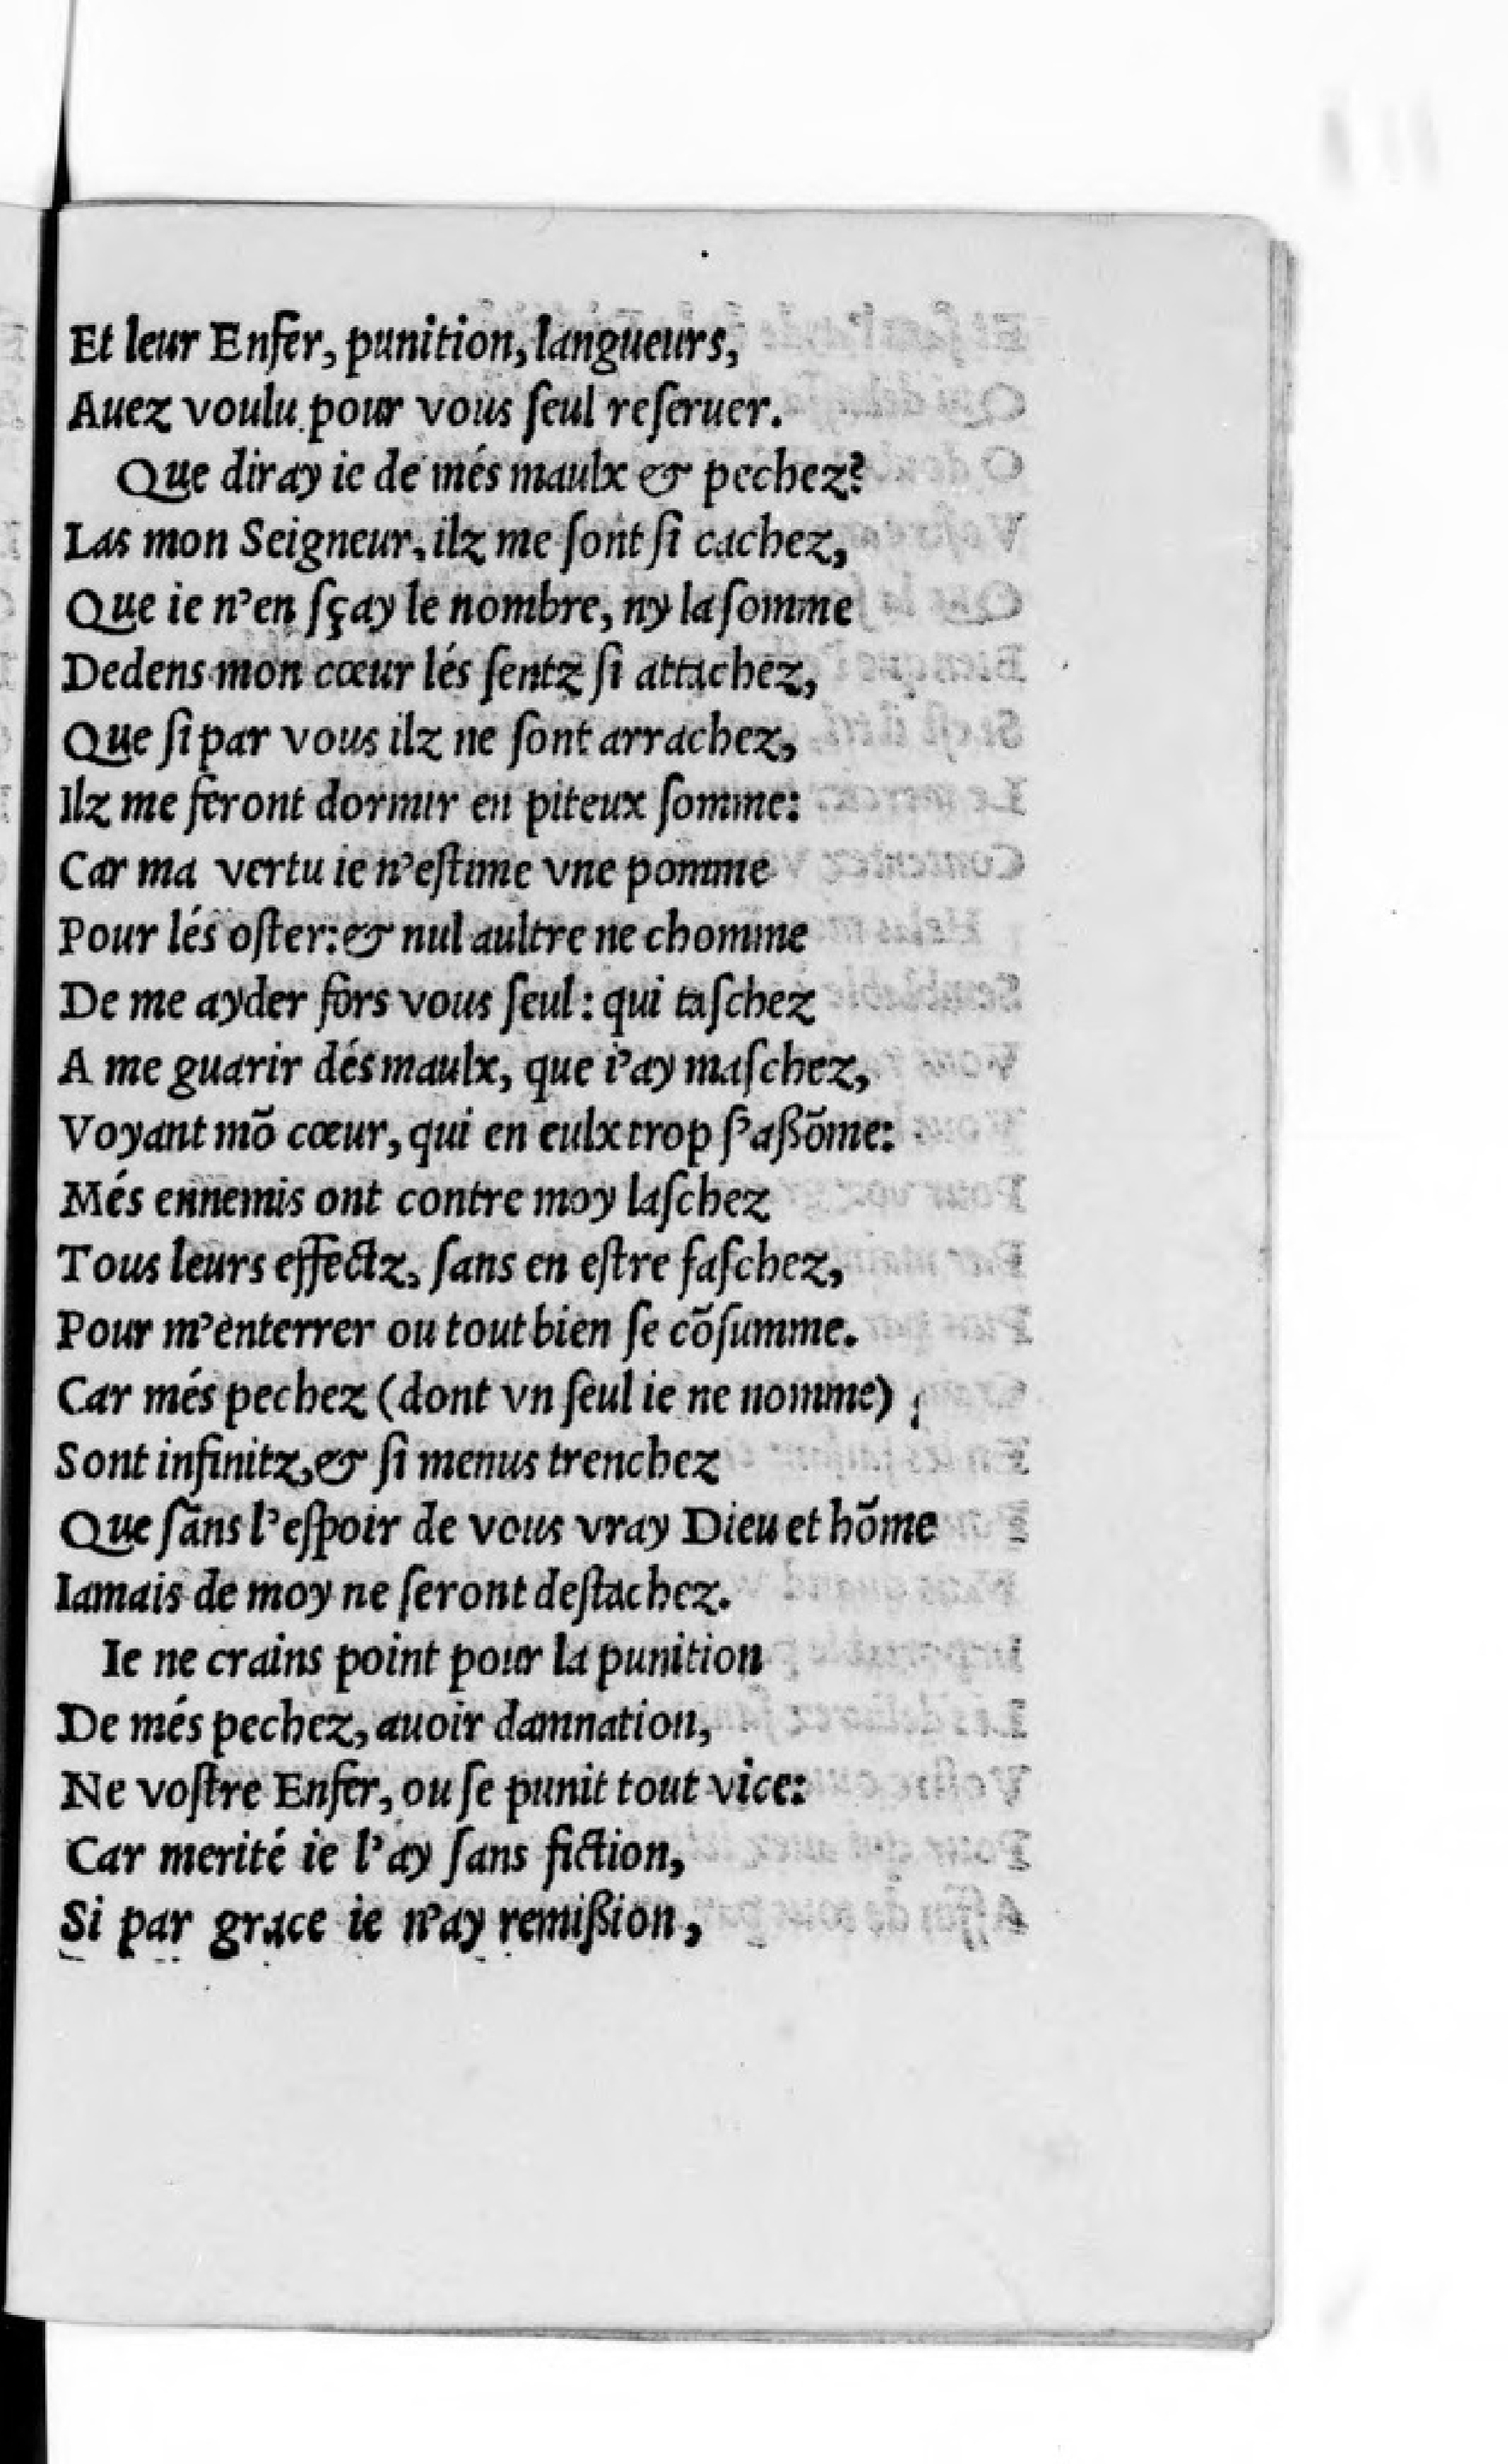 Et leur Enfer, punition, langueurs,
Auez voulu pour vous ſeul reſeruer.
Que diray ie de més maulx & pechez?
Las mon Seigneur, ilz me ſont ſi cachez,
Que ie n'en ſçay le nombre, ny la ſomme
Dedens mon cœur lés ſentz ſi attachez,
Que ſi par vous ilz ne ſont arrachez,
Ilz me feront dormir en piteux ſomme:
Car ma vertu ie n'eſtime vne pomme
Pour lés oſter: & nul aultre ne chomme
De me ayder fors vous ſeul: qui taſchez
A me guarir dés maulx, que i'ay maſchez,
Voyant mõ cœur, qui en eulx trop ſ'aßõme:
Més ennemis ont contre moy laſchez
Tous leurs effectz, ſans en eſtre faſchez,
Pour m'enterrer ou tout bien ſe cõſumme.
Car més pechez (dont vn ſeul ie ne nomme)
Sont infinitz, & ſi menus trenchez
Que ſans l'eſpoir de vous vray Dieu et hõme
Iamais de moy ne ſeront deſtachez.
Ie ne crains point pour la punition
De més pechez, auoir damnation,
Ne voſtre Enfer, ou ſe punit tout vice:
Car merité ie l'ay ſans fiction,
Si par grace ie n'ay remißion,